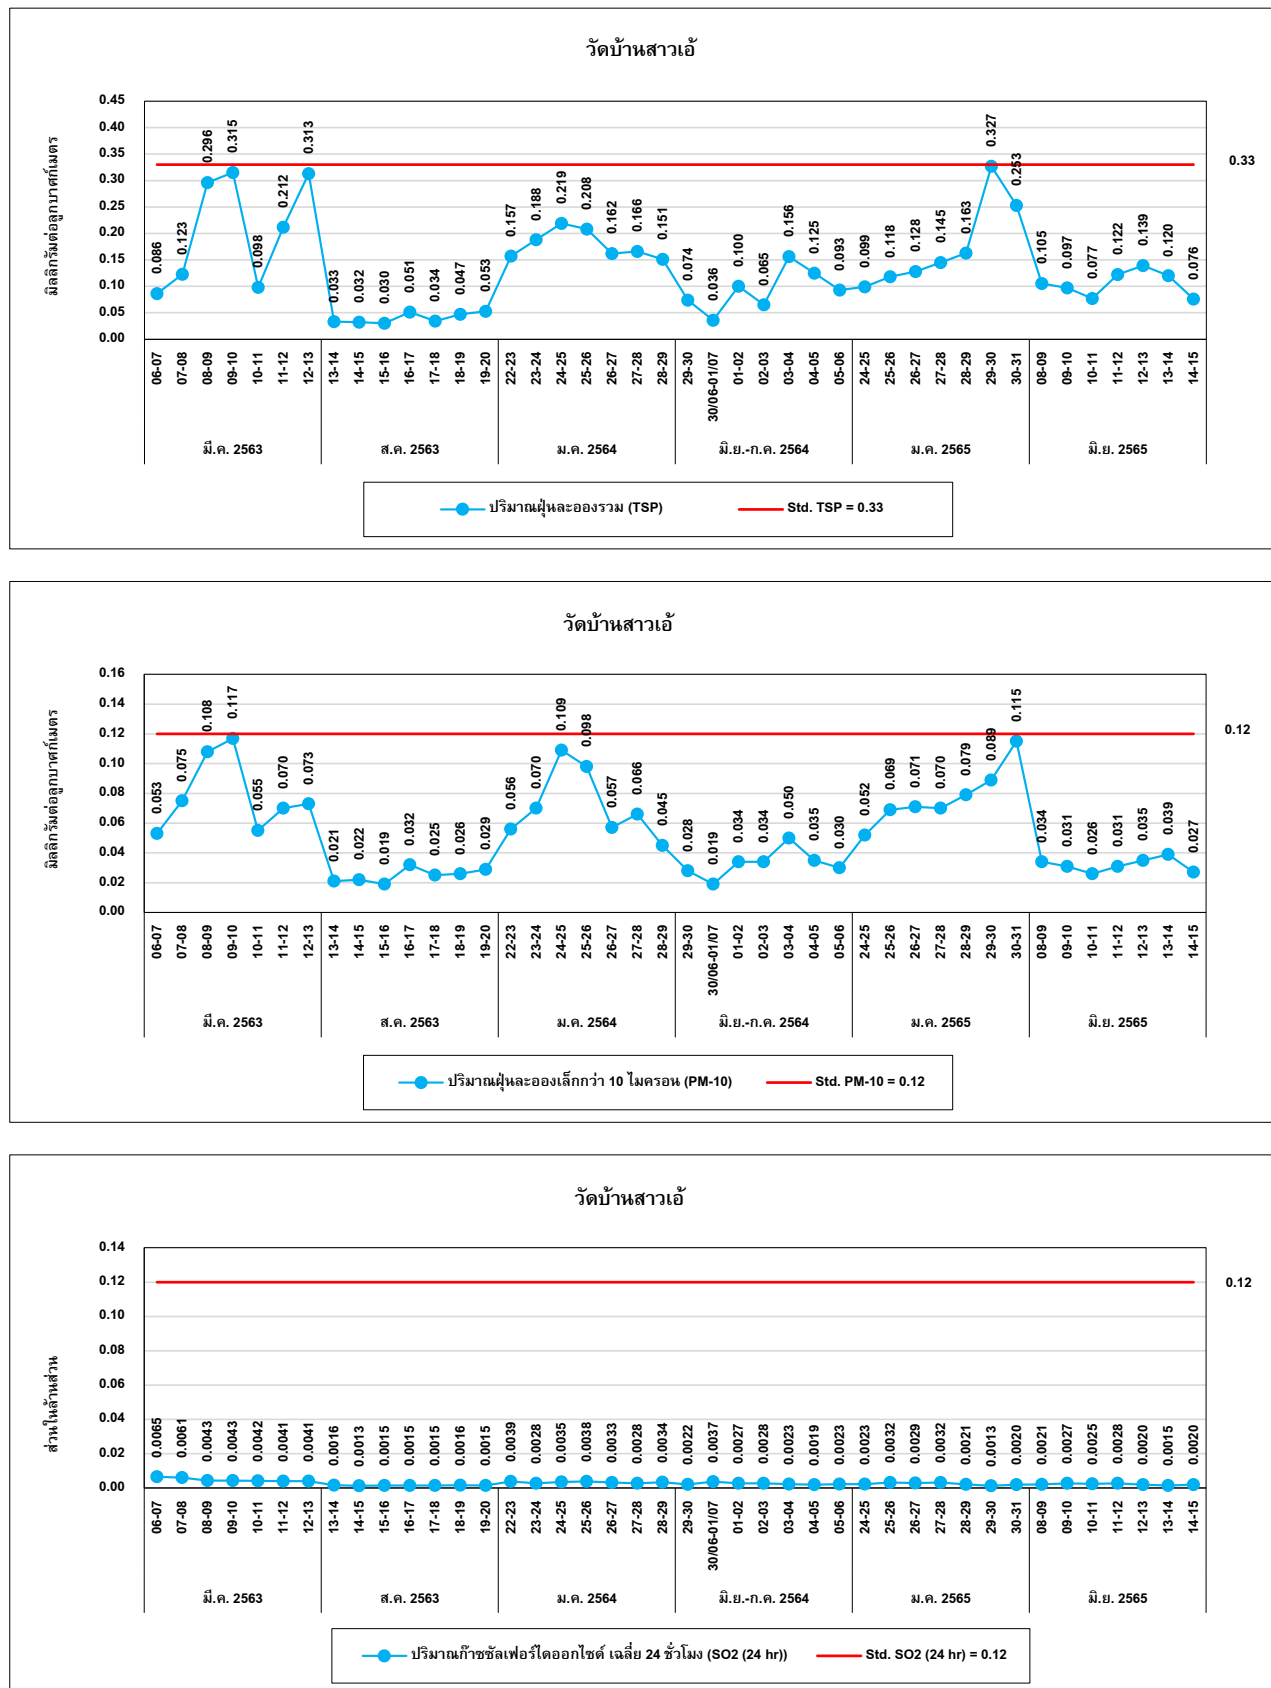 วัดบ้านสาวเอ้
มิลลิกรัมต่อลูกบาศก์เมตร
0.45
0.40
0.35
0.30
0.25
0.20
0.15
0.10
0.05
0.00
0.086 0.123 0.296 0.315 0.098 0.212 0.313 0.033 0.032 0.030 0.051 0.034 0.047 0.053 0.157 0.188 0.219 0.208 0.162 0.166 0.151 0.074 0.036 0.100 0.065 0.156 0.125 0.093 0.099 0.118 0.128 0.145 0.163 0.327 0.253 0.105 0.097 0.077 0.122 0.139 0.120 0.076
0.33
06-07 07-08 08-09 09-10 10-11 11-12 12-13 13-14 14-15 15-16 16-17 17-18 18-19 19-20 22-23 23-24 24-25 25-26 26-27 27-28 28-29 29-30 30/06-01/07 01-02 02-03 03-04 04-05 05-06 24-25 25-26 26-27 27-28 28-29 29-30 30-31 08-09 09-10 10-11 11-12 12-13 13-14 14-15
มี.ค. 2563 ส.ค. 2563 ม.ค. 2564 มิ.ย.-ก.ค. 2564 ม.ค. 2565 มิ.ย. 2565
ปริมาณฝุ่นละอองรวม (TSP) Std. TSP = 0.33
วัดบ้านสาวเอ้
มิลลิกรัมต่อลูกบาศก์เมตร
0.16
0.14
0.12
0.10
0.08
0.06
0.04
0.02
0.00
0.053 0.075 0.108 0.117 0.055 0.070 0.073 0.021 0.022 0.019 0.032 0.025 0.026 0.029 0.056 0.070 0.109 0.098 0.057 0.066 0.045 0.028 0.019 0.034 0.034 0.050 0.035 0.030 0.052 0.069 0.071 0.070 0.079 0.089 0.115 0.034 0.031 0.026 0.031 0.035 0.039 0.027
0.12
06-07 07-08 08-09 09-10 10-11 11-12 12-13 13-14 14-15 15-16 16-17 17-18 18-19 19-20 22-23 23-24 24-25 25-26 26-27 27-28 28-29 29-30 30/06-01/07 01-02 02-03 03-04 04-05 05-06 24-25 25-26 26-27 27-28 28-29 29-30 30-31 08-09 09-10 10-11 11-12 12-13 13-14 14-15
มี.ค. 2563 ส.ค. 2563 ม.ค. 2564 มิ.ย.-ก.ค. 2564 ม.ค. 2565 มิ.ย. 2565
ปริมาณฝุ่นละอองเล็กกว่า 10 ไมครอน (PM-10) Std. PM-10 = 0.12
วัดบ้านสาวเอ้
ส่วนในล้านส่วน
0.14
0.12
0.10
0.08
0.06
0.04
0.02
0.00
0.0065 0.0061 0.0043 0.0043 0.0042 0.0041 0.0041 0.0016 0.0013 0.0015 0.0015 0.0015 0.0016 0.0015 0.0039 0.0028 0.0035 0.0038 0.0033 0.0028 0.0034 0.0022 0.0037 0.0027 0.0028 0.0023 0.0019 0.0023 0.0023 0.0032 0.0029 0.0032 0.0021 0.0013 0.0020 0.0021 0.0027 0.0025 0.0028 0.0020 0.0015 0.0020
0.12
06-07 07-08 08-09 09-10 10-11 11-12 12-13 13-14 14-15 15-16 16-17 17-18 18-19 19-20 22-23 23-24 24-25 25-26 26-27 27-28 28-29 29-30 30/06-01/07 01-02 02-03 03-04 04-05 05-06 24-25 25-26 26-27 27-28 28-29 29-30 30-31 08-09 09-10 10-11 11-12 12-13 13-14 14-15
มี.ค. 2563 ส.ค. 2563 ม.ค. 2564 มิ.ย.-ก.ค. 2564 ม.ค. 2565 มิ.ย. 2565
ปริมาณก๊าซซัลเฟอร์ไดออกไซด์ เฉลี่ย 24 ชั่วโมง (SO2 (24 hr)) Std. SO2 (24 hr) = 0.12